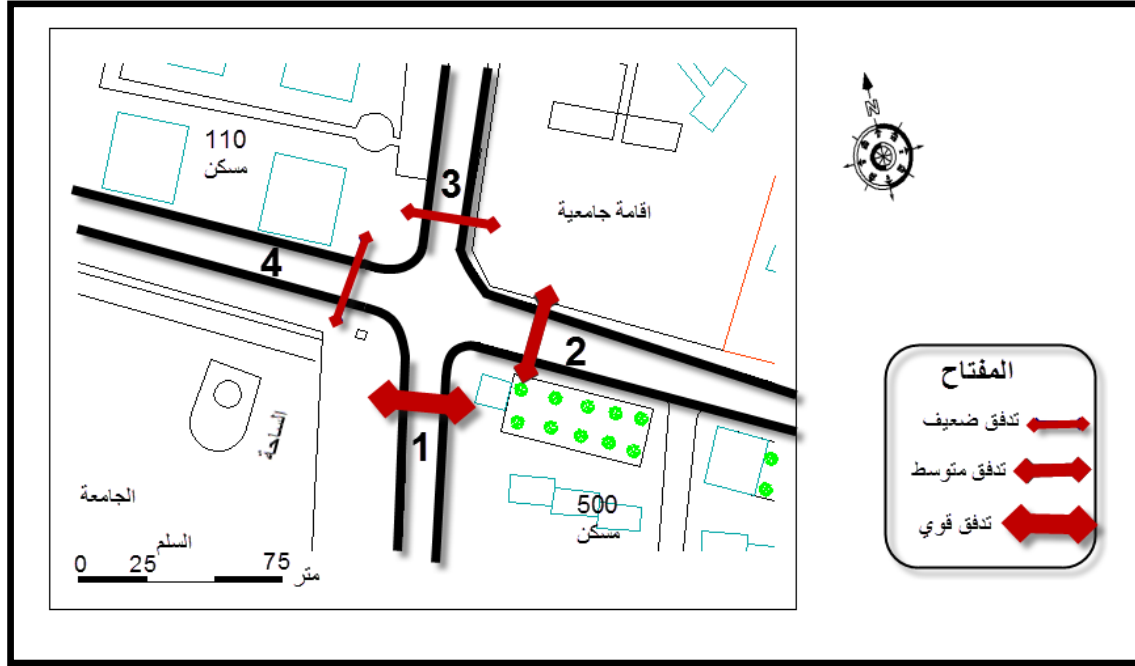 110
مسكن
3
اقامة جامعية
4
2
1
الساحة
الجامعة
500
مسكن
السلم
0 25 75
متر
N
المفتاح
تدفق ضعيف
تدفق متوسط
تدفق قوي